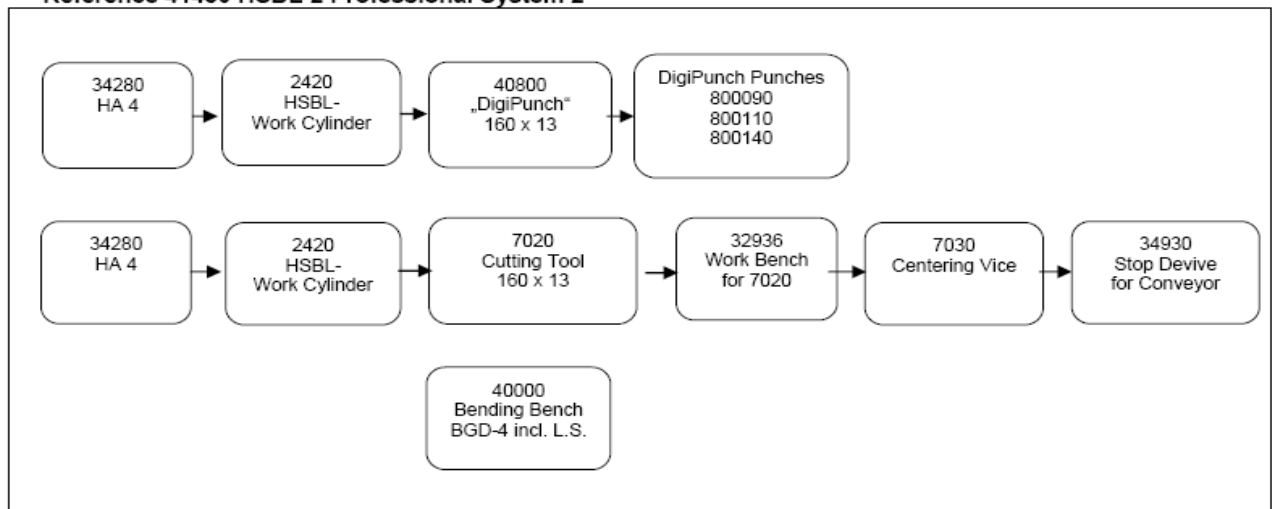 34280
HA 4
2420
HSBL-
Work Cylinder
40800
„DigiPunch“
160 x 13
DigiPunch Punches
800090
800110
800140
34280
HA 4
2420
HSBL-
Work Cylinder
7020
Cutting Tool
160 x 13
32936
Work Bench
for 7020
7030
Centering Vice
34930
Stop Devive
for Conveyor
40000
Bending Bench
BGD-4 incl. L.S.